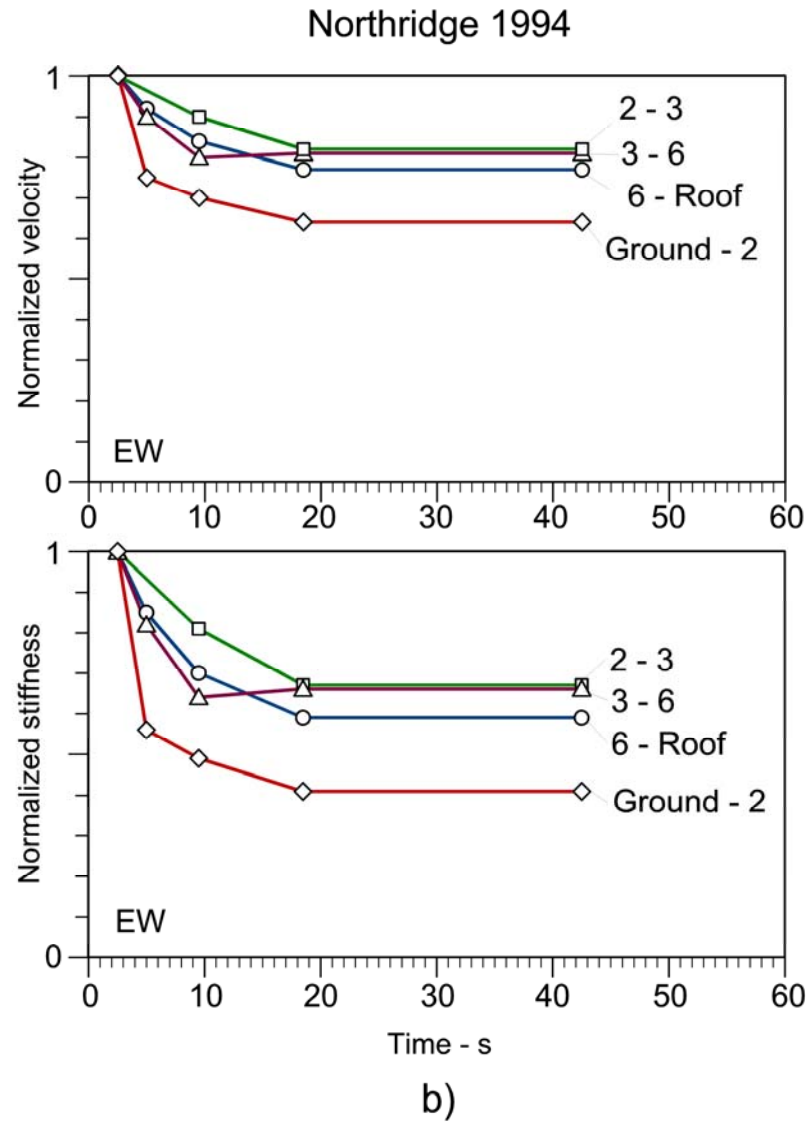 Northridge 1994
1
Normalized velocity
2 - 3
3 - 6
6 - Roof
Ground - 2
EW
0
0 10 20 30 40 50 60
1
Normalized stiffness
2 - 3
3 - 6
6 - Roof
Ground - 2
EW
0
0 10 20 30 40 50 60
Time - s
b)